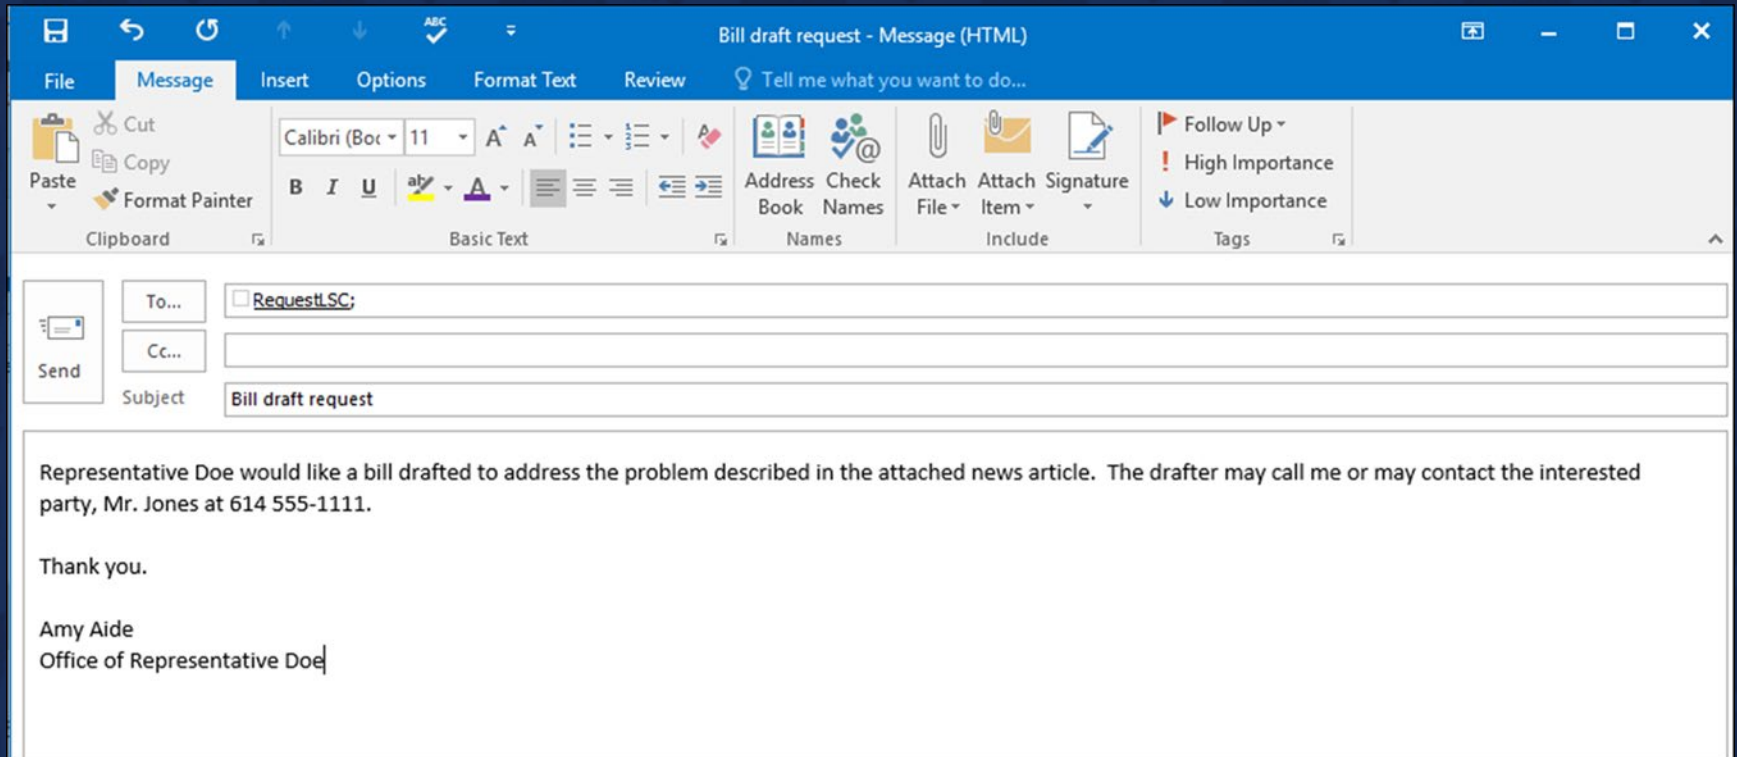 ABC
Bill draft request - Message (HTML)
File Message Insert Options Format Text Review Tell me what you want to do...
Paste
Cut
Copy
Format Painter
Clipboard
Calibri (Boc 11
B I U
Basic Text
Address Book
Check Names
Names
Attach File
Attach Item
Signature
Include
Follow Up
High Importance
Low Importance
Tags
Send
To... RequestLSC;
Cc...
Subject Bill draft request
Representative Doe would like a bill drafted to address the problem described in the attached news article. The drafter may call me or may contact the interested
party, Mr. Jones at 614 555-1111.
Thank you.
Amy Aide
Office of Representative Doe